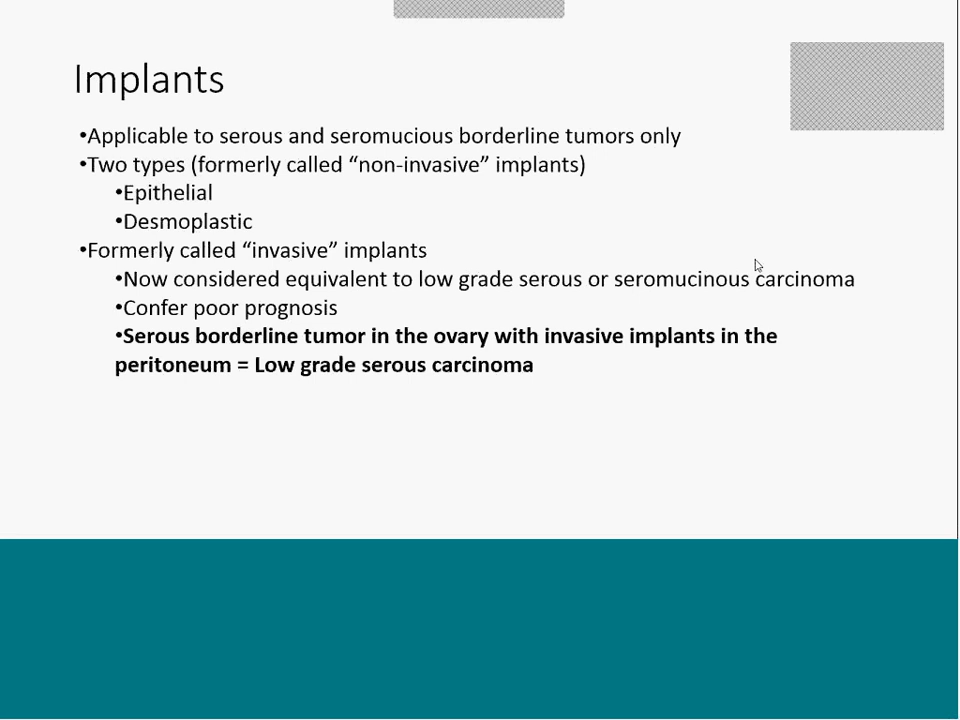 Implants
•Applicable to serous and seromucious borderline tumors only
•Two types (formerly called “non-invasive” implants)
•Epithelial
•Desmoplastic
•Formerly called “invasive” implants
•Now considered equivalent to low grade serous or seromucinous carcinoma
•Confer poor prognosis
•Serous borderline tumor in the ovary with invasive implants in the
peritoneum = Low grade serous carcinoma